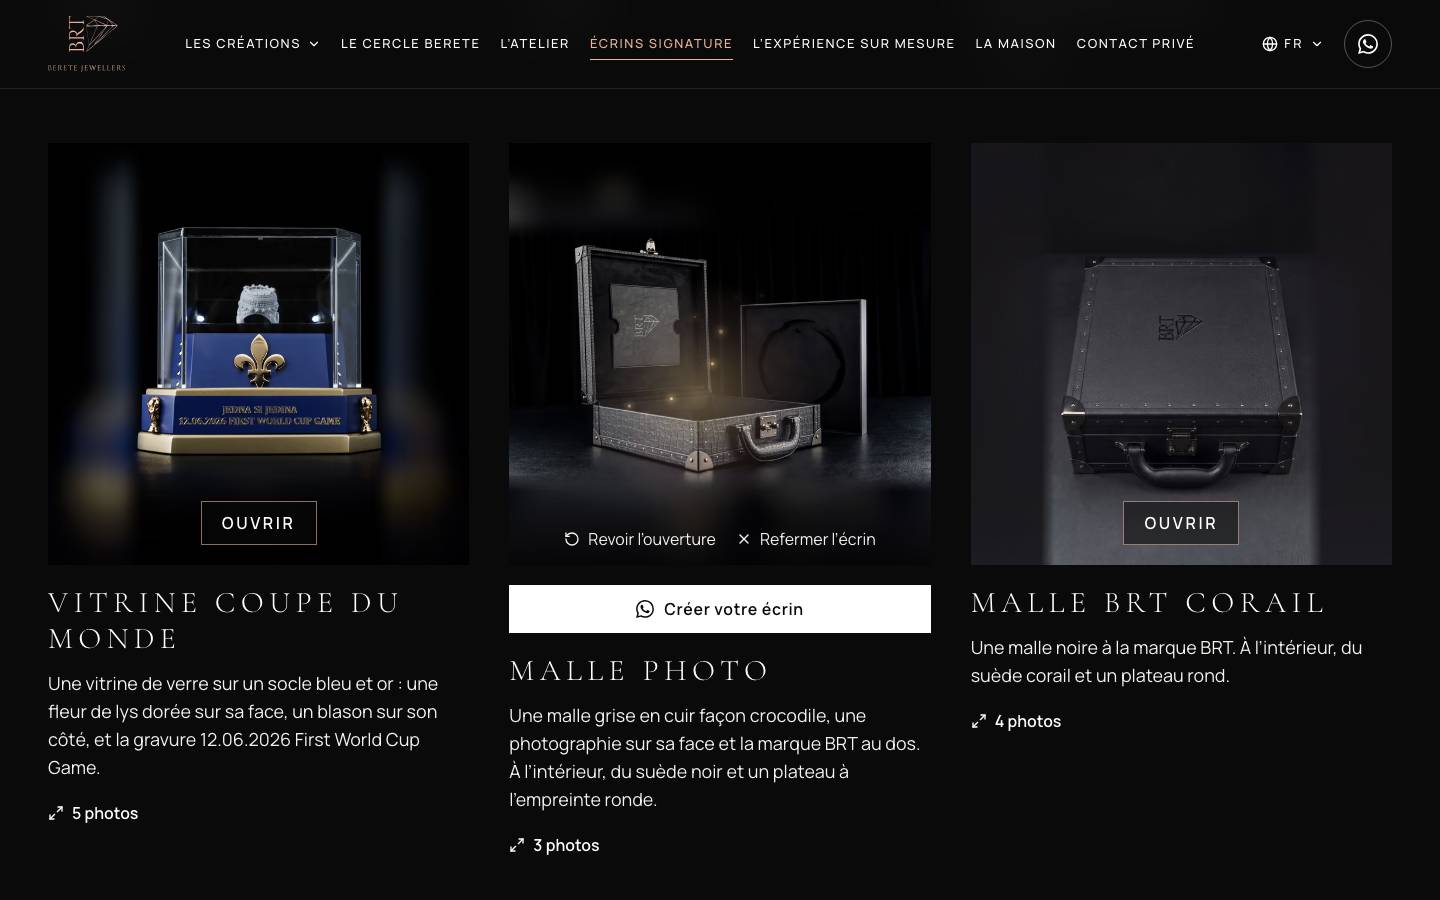 BRT
BERETE JEWELLERS
LES CRÉATIONS
LE CERCLE BERETE
L'ATELIER
ÉCRINS SIGNATURE
L'EXPÉRIENCE SUR MESURE
LA MAISON
CONTACT PRIVÉ
FR
JEDNA SI JEDINA
12.06.2026 FIRST WORLD CUP GAME
OUVRIR
VITRINE COUPE DU
MONDE
Une vitrine de verre sur un socle bleu et or : une
fleur de lys dorée sur sa face, un blason sur son
côté, et la gravure 12.06.2026 First World Cup
Game.
5 photos
BRT
Revoir l'ouverture
Refermer l'écrin
Créer votre écrin
MALLE PHOTO
Une malle grise en cuir façon crocodile, une
photographie sur sa face et la marque BRT au dos.
À l'intérieur, du suède noir et un plateau à
l'empreinte ronde.
3 photos
BRT
OUVRIR
MALLE BRT CORAIL
Une malle noire à la marque BRT. À l'intérieur, du
suède corail et un plateau rond.
4 photos